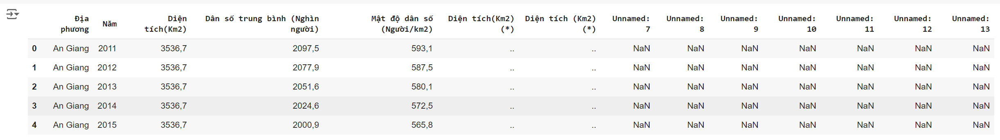 Địa phương Năm Diện tích(Km2) Dân số trung bình (Nghìn người) Mật độ dân số (Người/km2) Diện tích(Km2) (*) Diện tích (Km2) (*) Unnamed: 7 Unnamed: 8 Unnamed: 9 Unnamed: 10 Unnamed: 11 Unnamed: 12 Unnamed: 13
0 An Giang 2011 3536,7 2097,5 593,1 .. .. NaN NaN NaN NaN NaN NaN NaN
1 An Giang 2012 3536,7 2077,9 587,5 .. .. NaN NaN NaN NaN NaN NaN NaN
2 An Giang 2013 3536,7 2051,6 580,1 .. .. NaN NaN NaN NaN NaN NaN NaN
3 An Giang 2014 3536,7 2024,6 572,5 .. .. NaN NaN NaN NaN NaN NaN NaN
4 An Giang 2015 3536,7 2000,9 565,8 .. .. NaN NaN NaN NaN NaN NaN NaN